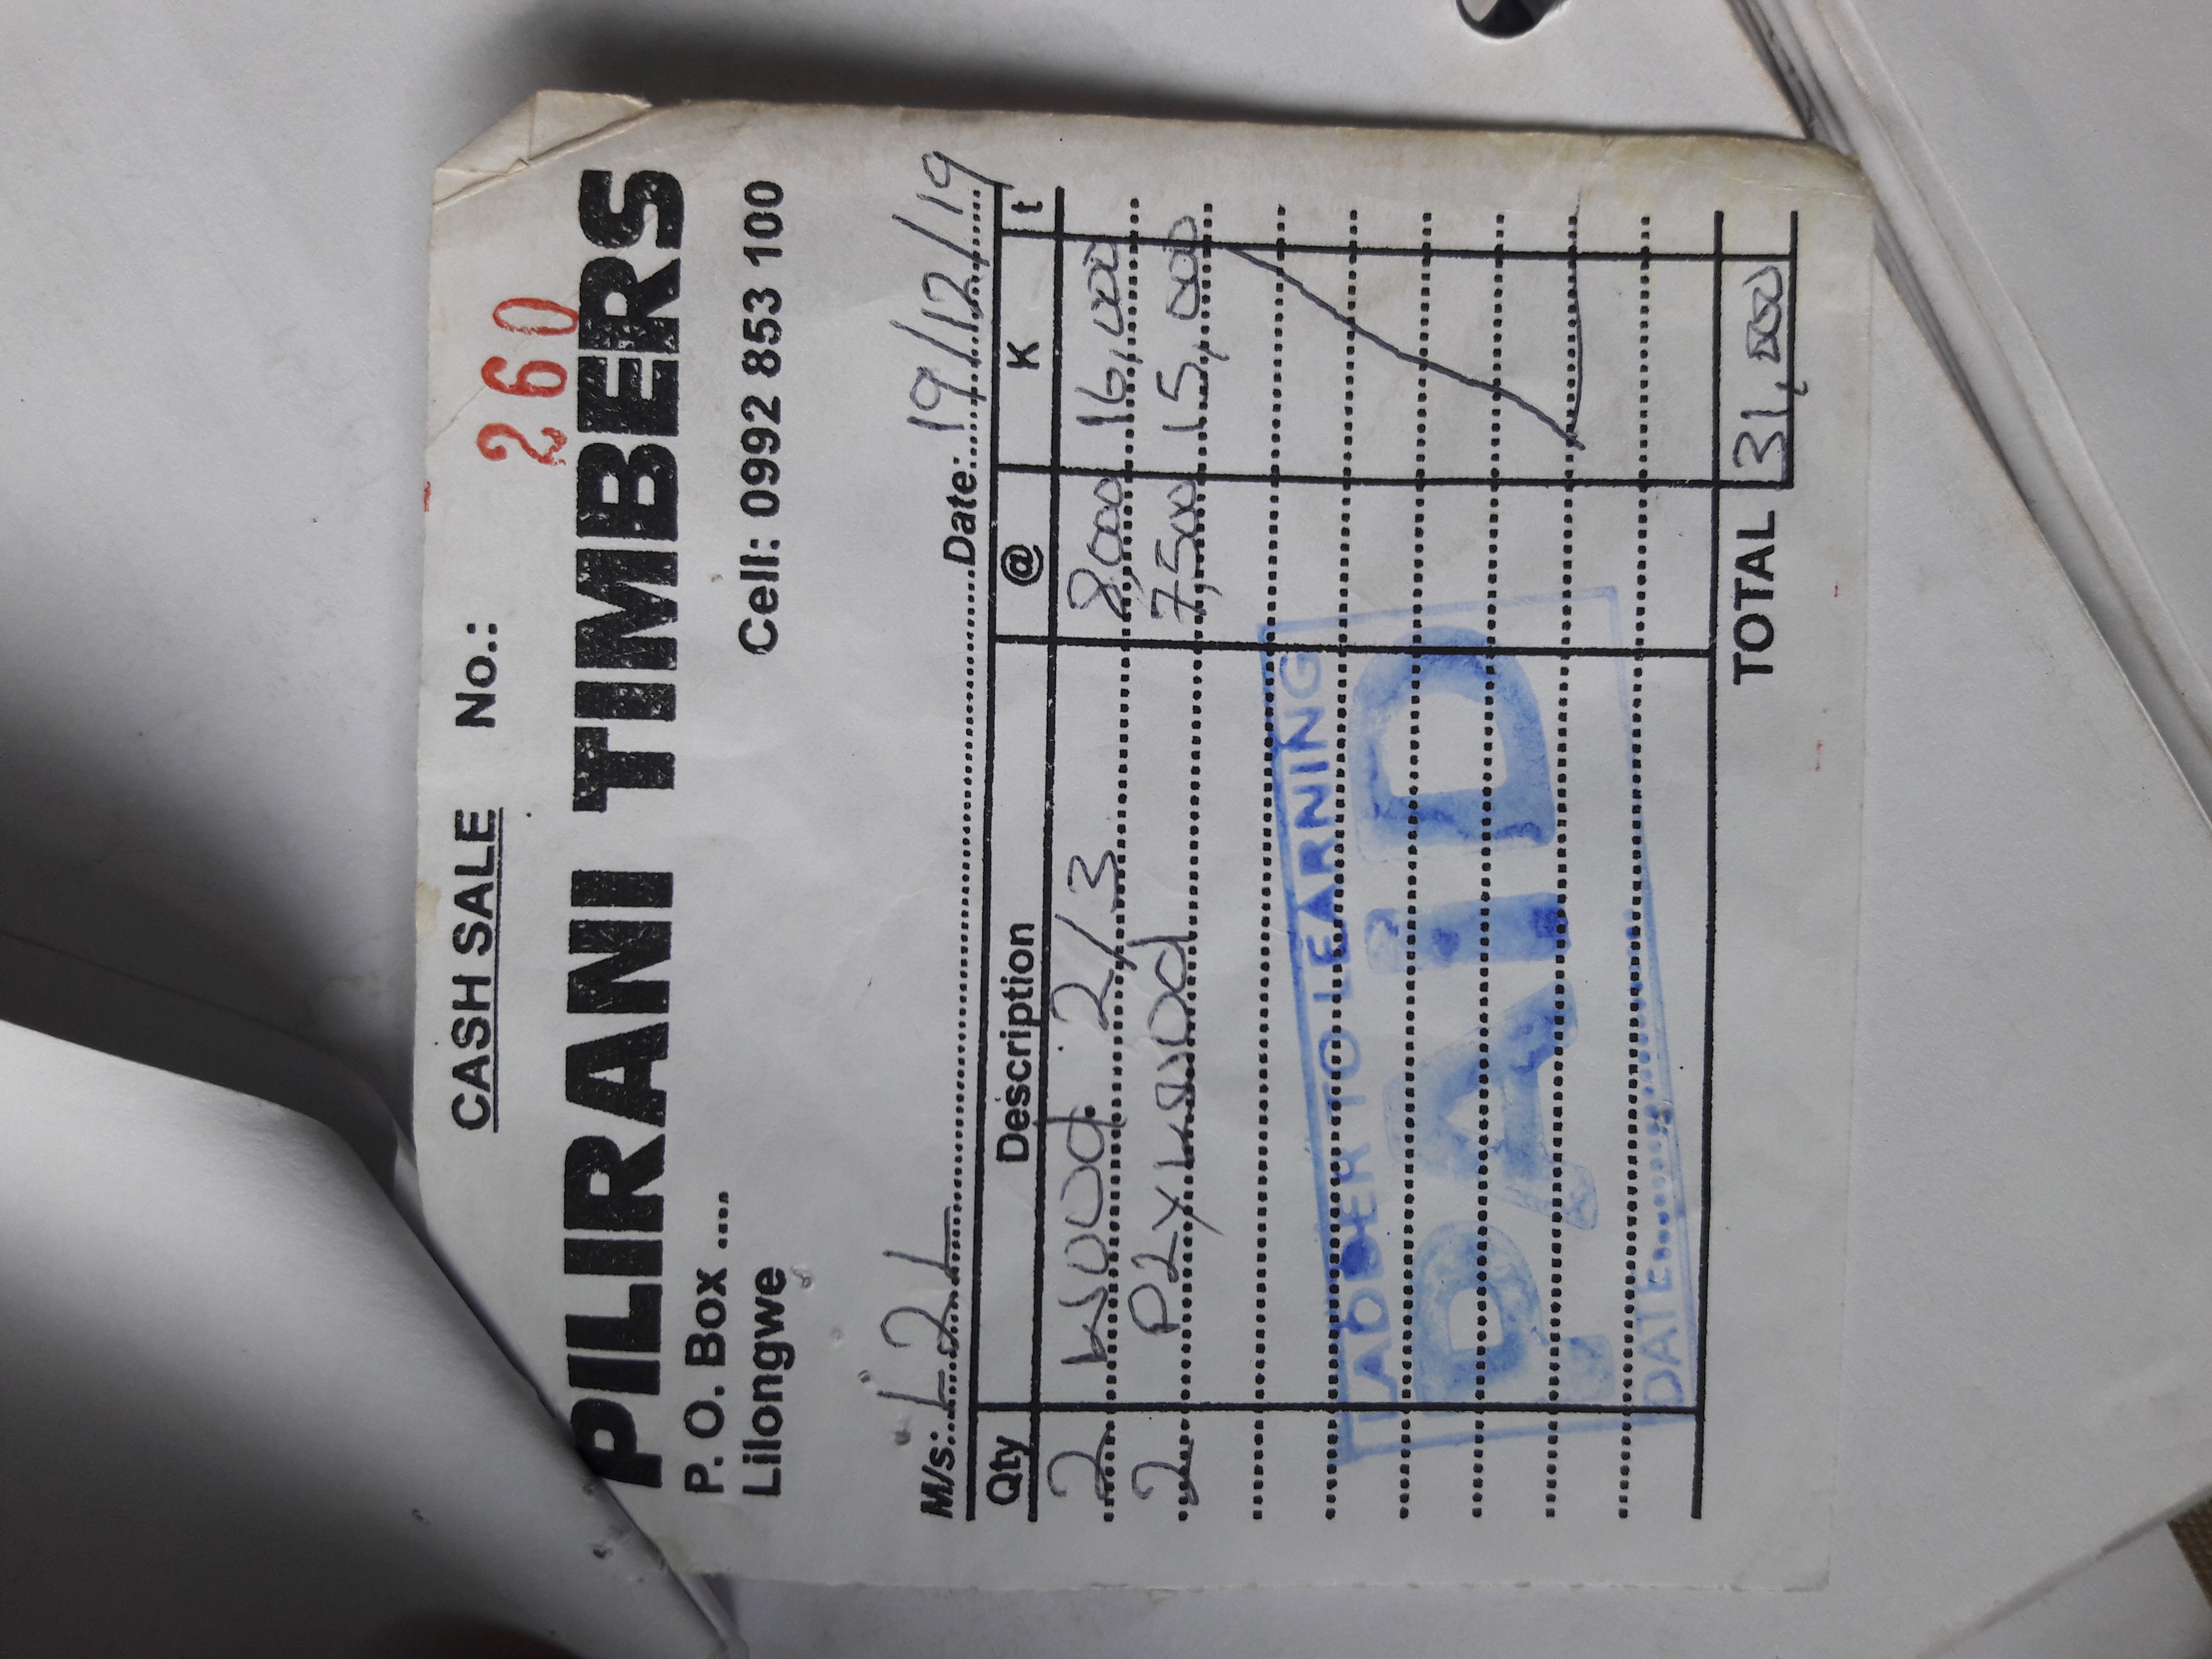 CASH SALE No.: 260
PILIRANI TIMBERS
P. O. Box .... Cell: 0992 853 100
Lilongwe
M/s: L2L Date: 19/12/19
Qty Description @ K t
2 wood 2/3 8,000 16,000
2 Plywood 7,500 15,000
LADDER TO LEARNING
PAiD
DATE
TOTAL 31,000